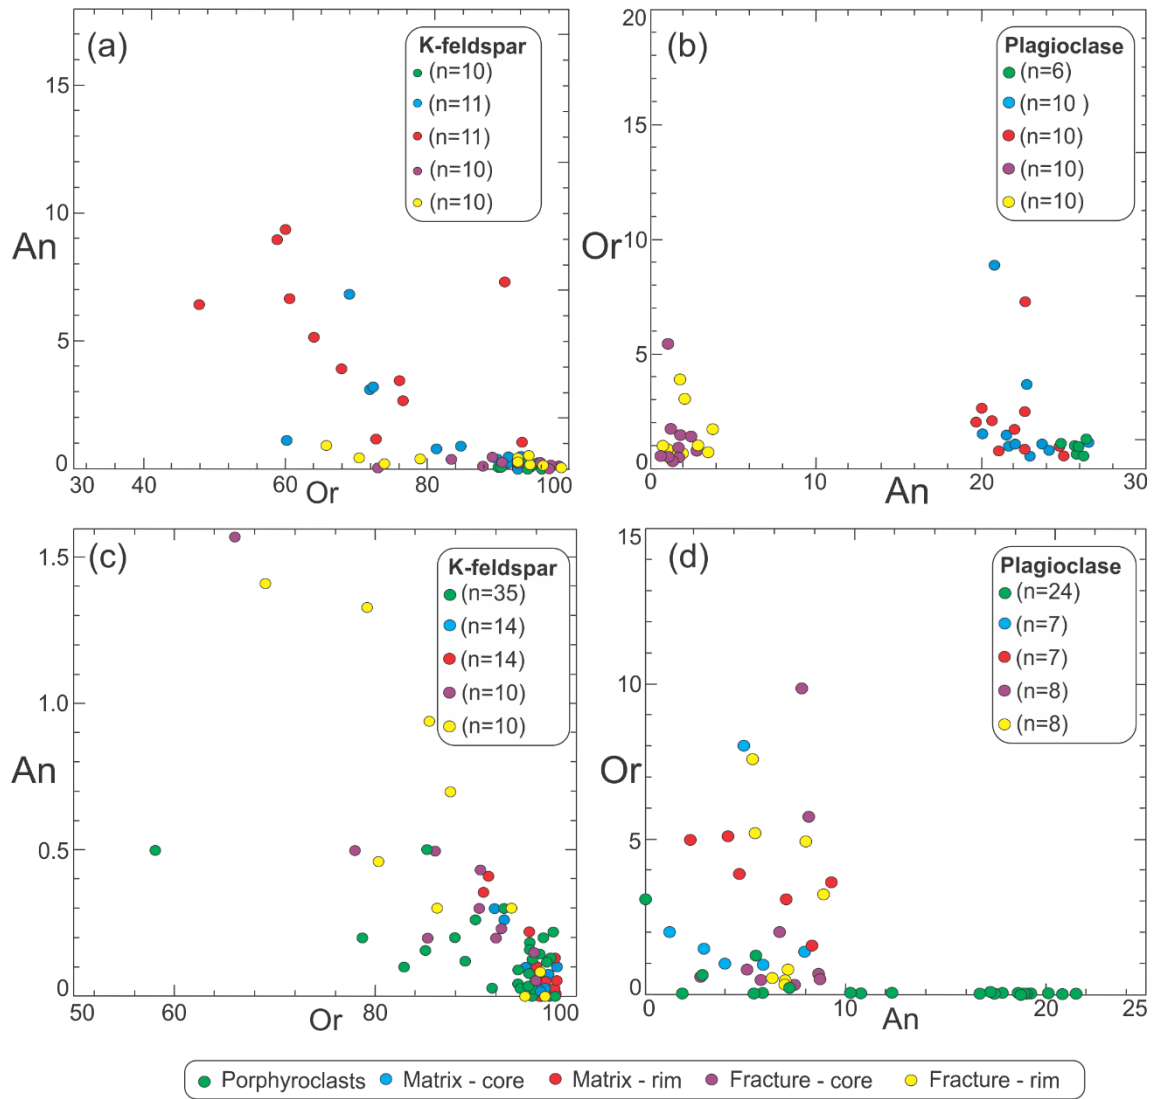 (a)
K-feldspar
(n=10)
(n=11)
(n=11)
(n=10)
(n=10)
15
10
An
5
0
30
40
60
80
100
Or
(b)
Plagioclase
(n=6)
(n=10 )
(n=10)
(n=10)
(n=10)
20
15
10
Or
5
0
0
10
20
30
An
(c)
K-feldspar
(n=35)
(n=14)
(n=14)
(n=10)
(n=10)
1.5
1.0
An
0.5
0
50
60
80
100
Or
(d)
Plagioclase
(n=24)
(n=7)
(n=7)
(n=8)
(n=8)
15
10
Or
5
0
0
10
20
25
An
Porphyroclasts Matrix - core Matrix - rim Fracture - core Fracture - rim